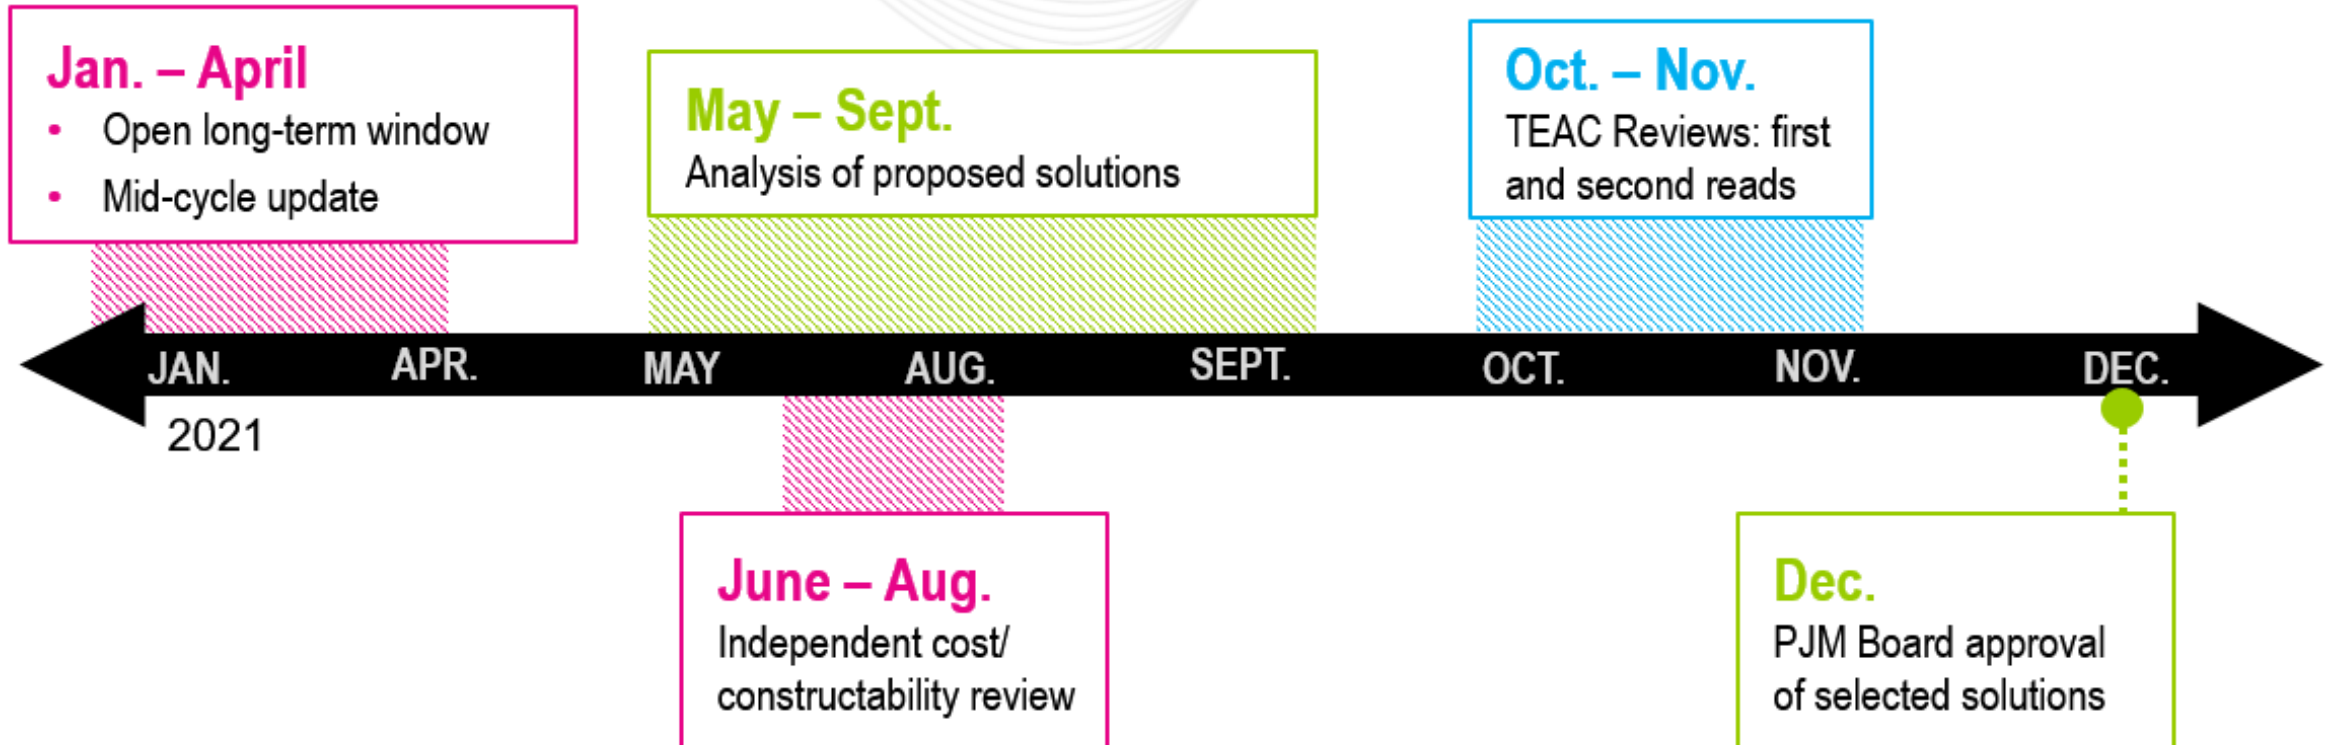 Jan. – April
• Open long-term window
• Mid-cycle update
May – Sept.
Analysis of proposed solutions
Oct. – Nov.
TEAC Reviews: first
and second reads
JAN.
APR.
MAY
AUG.
SEPT.
OCT.
NOV.
DEC.
2021
June – Aug.
Independent cost/
constructability review
Dec.
PJM Board approval
of selected solutions